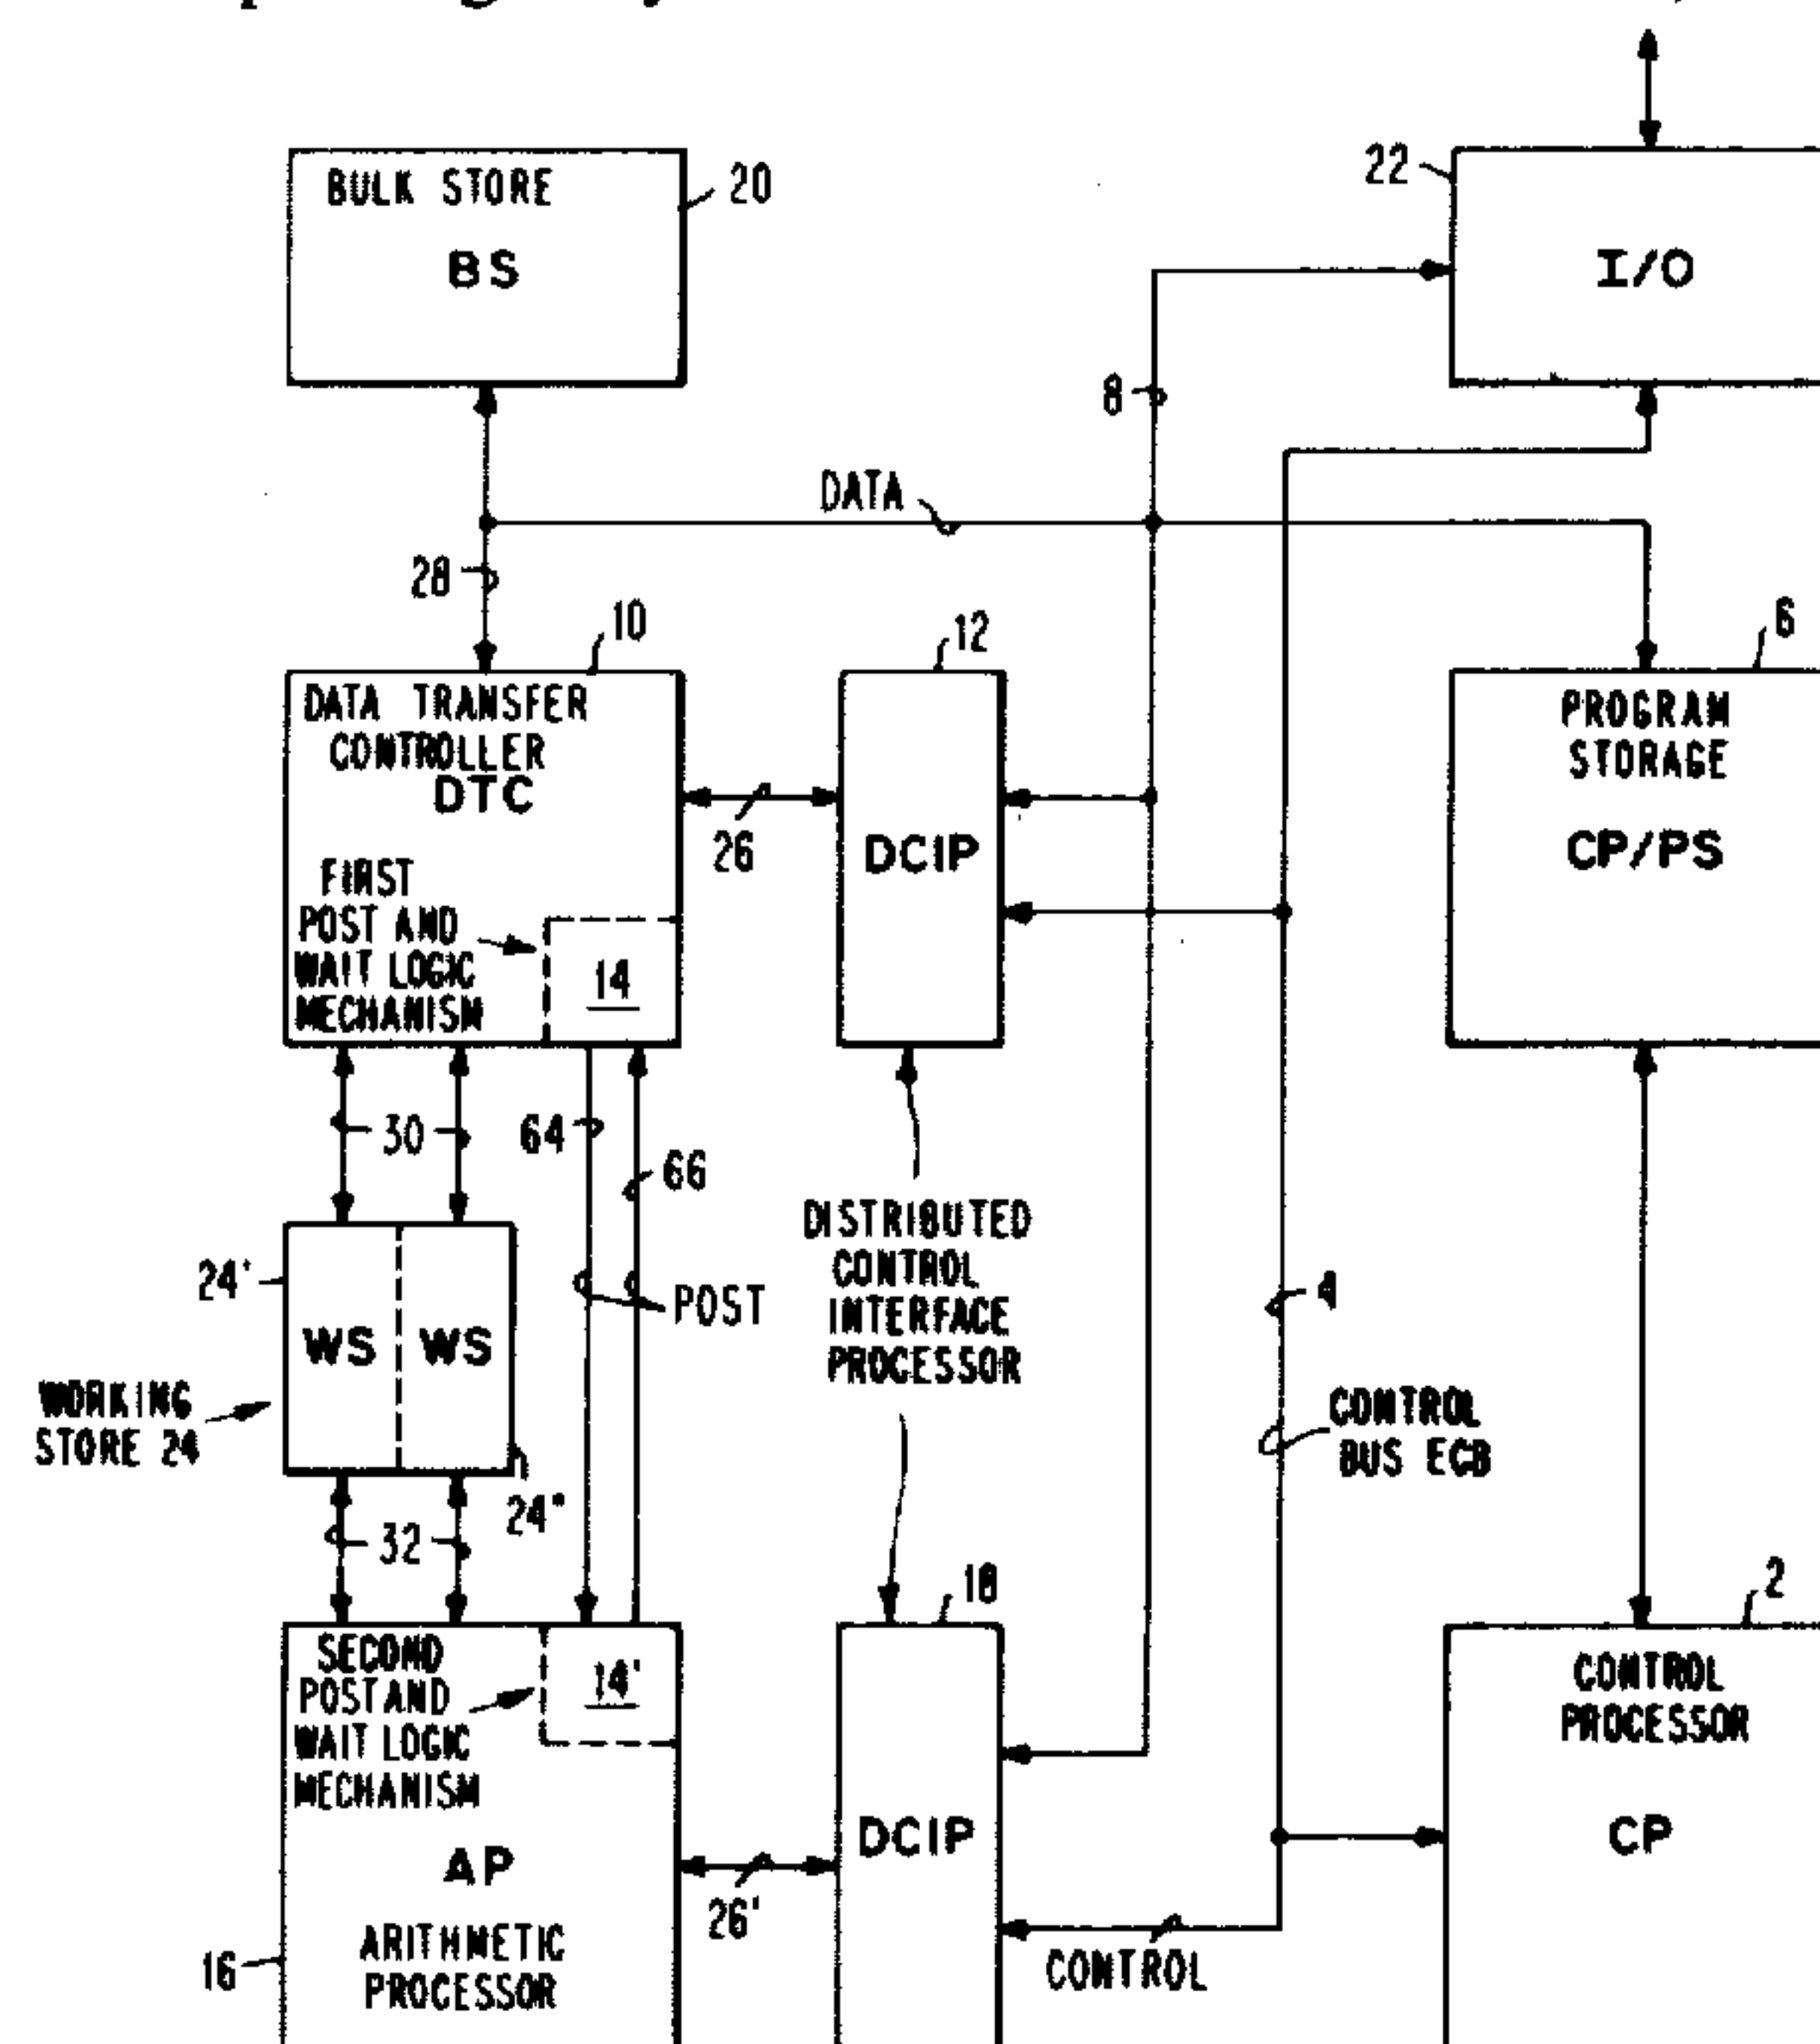 BULK STORE
BS
20
22
I/O
8
DATA
28
10
DATA TRANSFER
CONTROLLER
DTC
FIRST
POST AND
WAIT LOGIC
MECHANISM
14
26
12
DCIP
6
PROGRAM
STORAGE
CP/PS
30
64
66
POST
24'
WS WS
WORKING
STORE 24
24"
32
DISTRIBUTED
CONTROL
INTERFACE
PROCESSOR
4
CONTROL
BUS ECB
SECOND
POST AND
WAIT LOGIC
MECHANISM
14'
AP
ARITHMETIC
PROCESSOR
16
26'
18
DCIP
CONTROL
2
CONTROL
PROCESSOR
CP